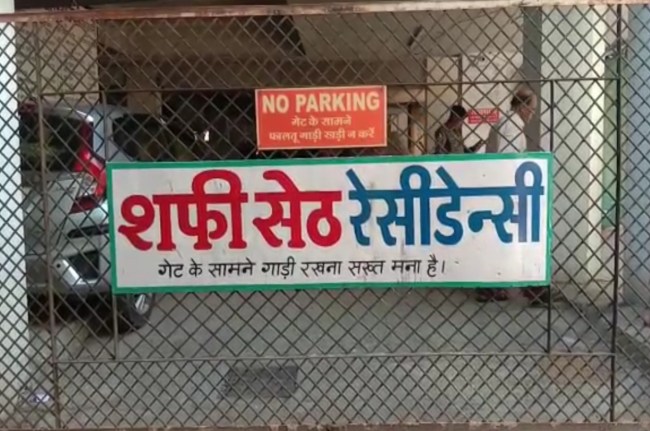 NO PARKING
गेट के सामने
फालतू गाड़ी खड़ी न करें
शफी सेठ रेसीडेन्सी
गेट के सामने गाड़ी रखना सख्त मना है।